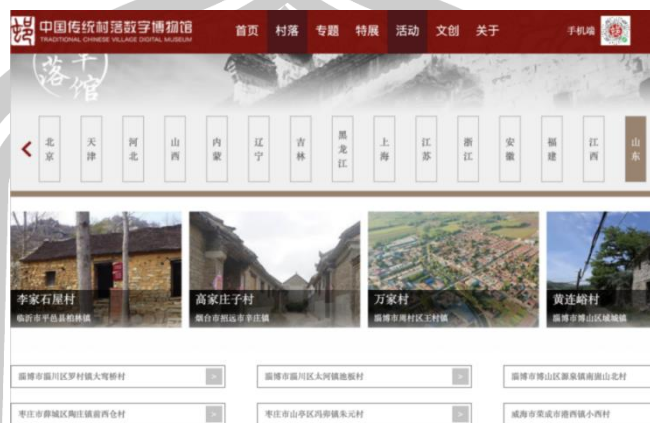 中国传统村落数字博物馆
TRADITIONAL CHINESE VILLAGE DIGITAL MUSEUM
首页 村落 专题 特展 活动 文创 关于 手机端
落 馆
北京 天津 河北 山西 内蒙 辽宁 吉林 黑龙江 上海 江苏 浙江 安徽 福建 江西 山东
李家石屋村
临沂市平邑县柏林镇
高家庄子村
烟台市招远市辛庄镇
万家村
淄博市周村区王村镇
黄连峪村
淄博市博山区域城镇
淄博市淄川区罗村镇大窎桥村 >
淄博市淄川区太河镇池板村 >
淄博市博山区源泉镇南崮山北村
枣庄市薛城区陶庄镇前西仓村 >
枣庄市山亭区冯卯镇朱元村 >
威海市荣成市港西镇小西村